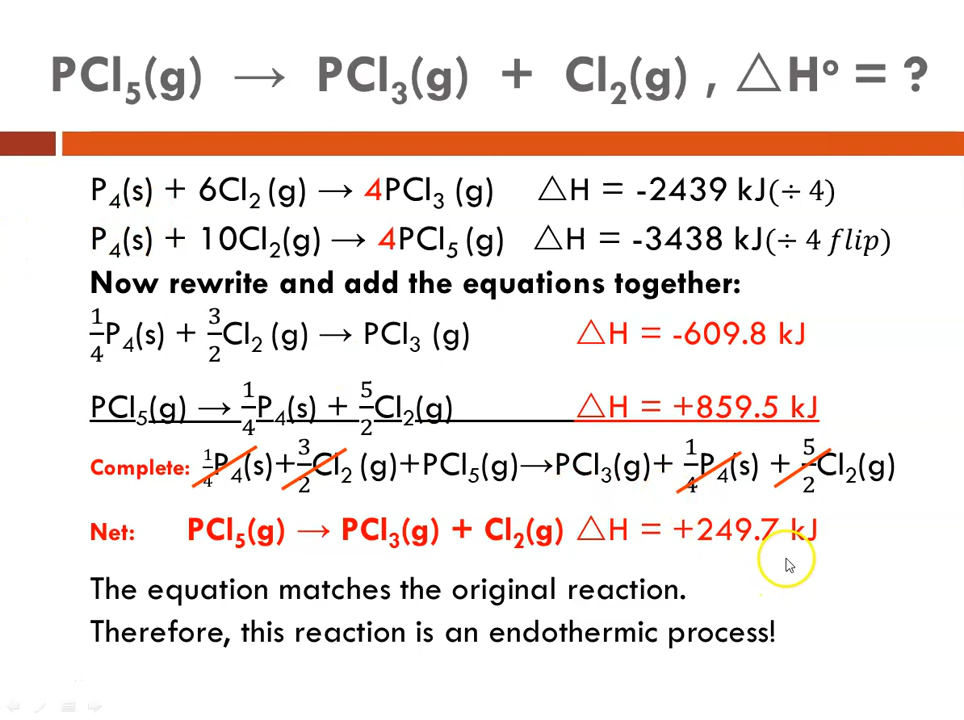 PCl₅(g) → PCl₃(g) + Cl₂(g) , △Hº = ?
P₄(s) + 6Cl₂ (g) → 4PCl₃ (g) △H = -2439 kJ(÷ 4)
P₄(s) + 10Cl₂(g) → 4PCl₅ (g) △H = -3438 kJ(÷ 4 flip)
Now rewrite and add the equations together:
1/4P₄(s) + 3/2Cl₂ (g) → PCl₃ (g) △H = -609.8 kJ
PCl₅(g) → 1/4P₄(s) + 5/2Cl₂(g) △H = +859.5 kJ
Complete: 1/4P₄(s)+3/2Cl₂ (g)+PCl₅(g)→PCl₃(g)+ 1/4P₄(s) + 5/2Cl₂(g)
Net: PCl₅(g) → PCl₃(g) + Cl₂(g) △H = +249.7 kJ
The equation matches the original reaction.
Therefore, this reaction is an endothermic process!